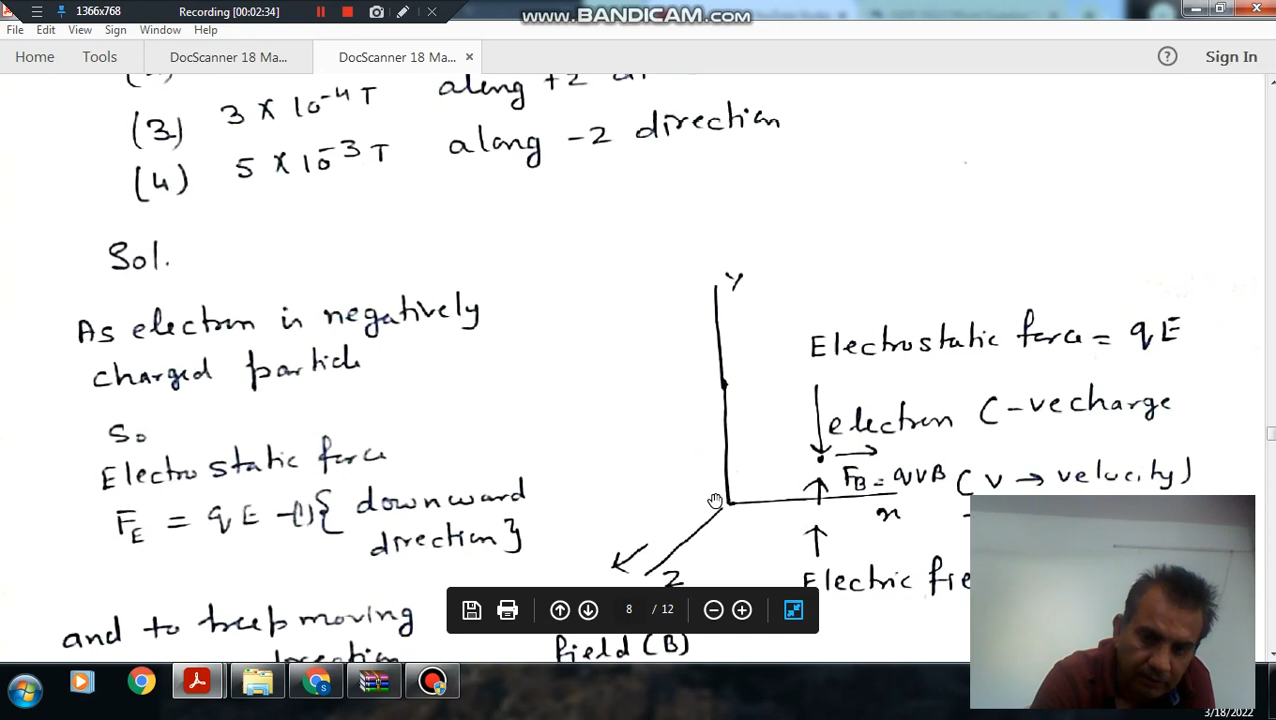 1366x768 Recording [00:02:34]
www.BANDICAM.com
File Edit View Sign Window Help
Home Tools DocScanner 18 Ma... DocScanner 18 Ma... × Sign In
(3) 3 × 10⁻⁴ T along +z
(4) 5 × 10⁻³ T along -z direction
Sol.
As electron is negatively
charged particle
So
Electrostatic force
F_E = qE -(1) { downward
direction }
and to keep moving
Y
Electrostatic force = qE
electron (-ve charge
F_B = qvB (v → velocity)
x
z
Electric fie
field (B)
8 / 12
3/18/2022